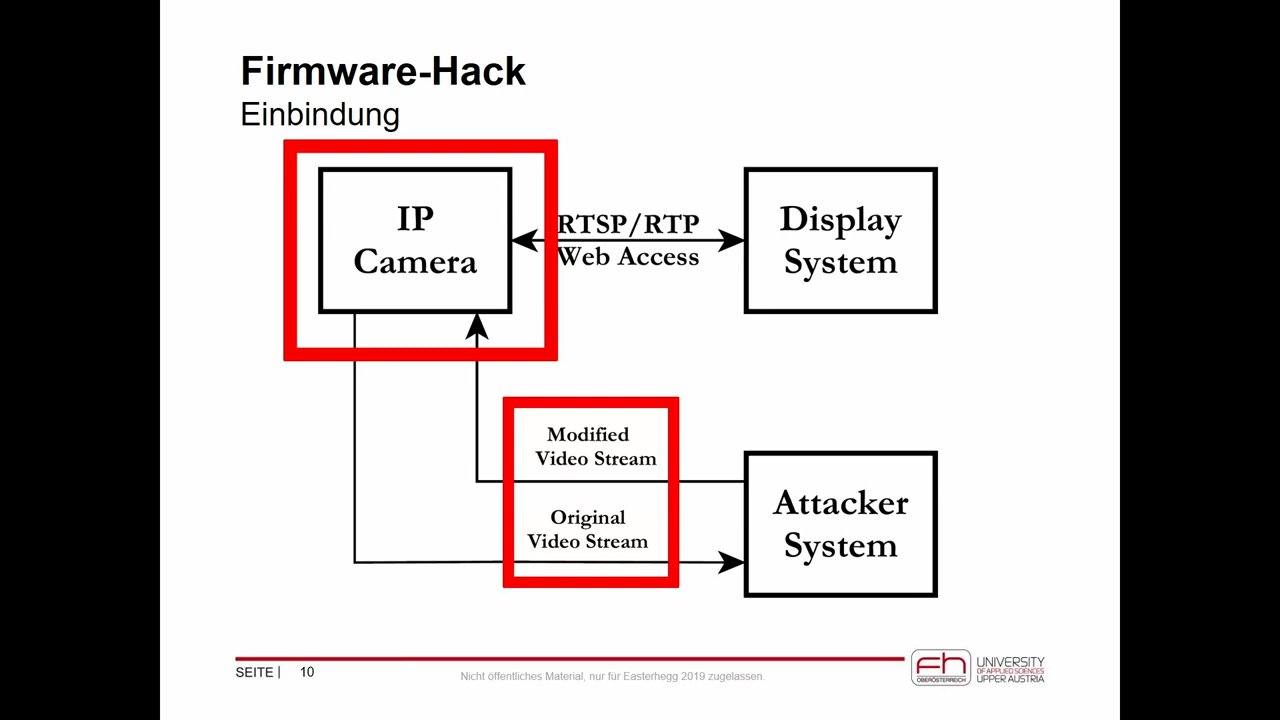 Firmware-Hack
Einbindung
IP
Camera
RTSP/RTP
Web Access
Display
System
Modified
Video Stream
Original
Video Stream
Attacker
System
SEITE | 10
Nicht öffentliches Material, nur für Easterhegg 2019 zugelassen.
fh
OBERÖSTERREICH
UNIVERSITY
OF APPLIED SCIENCES
UPPER AUSTRIA